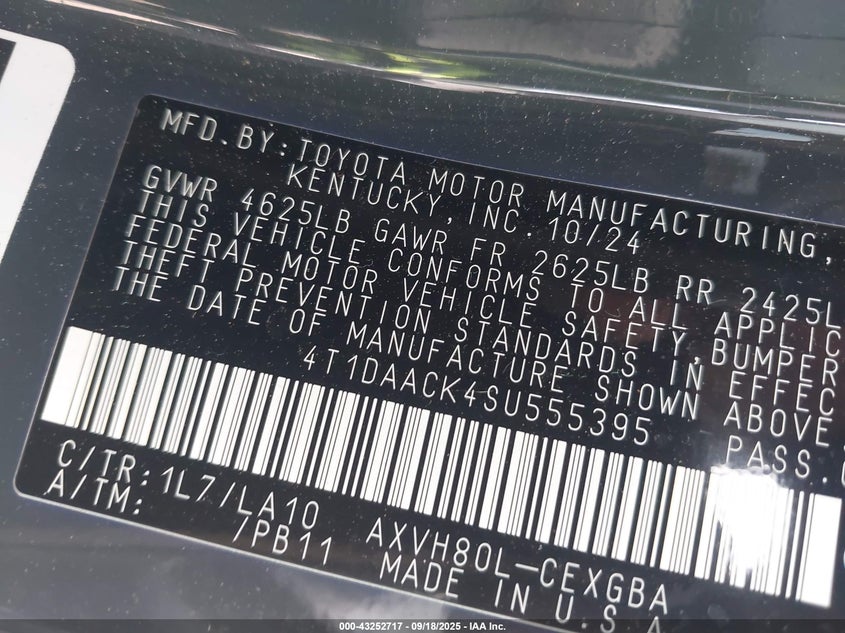 MFD.BY: TOYOTA MOTOR MANUFACTURING,
KENTUCKY, INC. 10/24
GVWR 4625LB GAWR FR 2625LB RR 2425L
THIS VEHICLE CONFORMS TO ALL APPLIC
FEDERAL MOTOR VEHICLE SAFETY, BUMPER
THEFT PREVENTION STANDARDS IN EFFEC
THE DATE OF MANUFACTURE SHOWN ABOVE.
4T1DAACK4SU555395 PASS.
C/TR: 1L7/LA10 AXVH80L-CEXGBA
A/TM: /PB11 MADE IN U.S.A
000-43252717 - 09/18/2025 - IAA Inc.